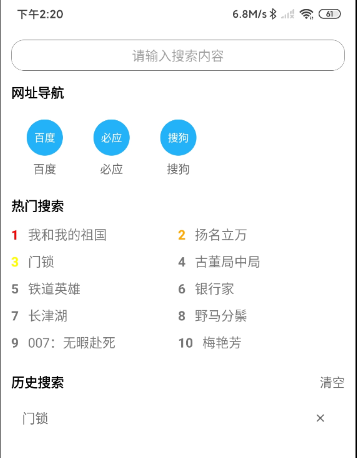 下午2:20 6.8M/s 61
请输入搜索内容
网址导航
百度 必应 搜狗
百度 必应 搜狗
热门搜索
1 我和我的祖国 2 扬名立万
3 门锁 4 古董局中局
5 铁道英雄 6 银行家
7 长津湖 8 野马分鬃
9 007：无暇赴死 10 梅艳芳
历史搜索 清空
门锁 ×